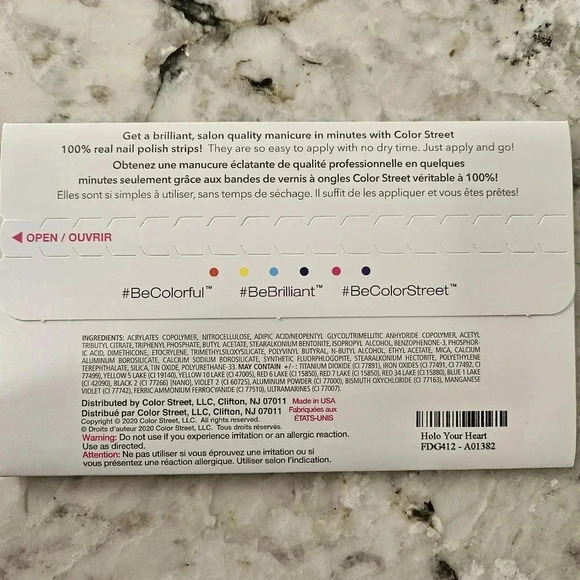 Get a brilliant, salon quality manicure in minutes with Color Street
100% real nail polish strips! They are so easy to apply with no dry time. Just apply and go!
Obtenez une manucure éclatante de qualité professionnelle en quelques
minutes seulement grâce aux bandes de vernis à ongles Color Street véritable à 100%!
Elles sont si simples à utiliser, sans temps de séchage. Il suffit de les appliquer et vous êtes prêtes!
◀ OPEN / OUVRIR
#BeColorful™ #BeBrilliant™ #BeColorStreet™
INGREDIENTS: ACRYLATES COPOLYMER, NITROCELLULOSE, ADIPIC ACID/NEOPENTYL GLYCOL/TRIMELLITIC ANHYDRIDE COPOLYMER, ACETYL
TRIBUTYL CITRATE, TRIPHENYL PHOSPHATE, BUTYL ACETATE, STEARALKONIUM BENTONITE, ISOPROPYL ALCOHOL, BENZOPHENONE-3, PHOSPHOR-
IC ACID, DIMETHICONE, ETOCRYLENE, TRIMETHYLSILOXYSILICATE, POLYVINYL BUTYRAL, N-BUTYL ALCOHOL, ETHYL ACETATE, MICA, CALCIUM
ALUMINUM BOROSILICATE, CALCIUM SODIUM BOROSILICATE, SYNTHETIC FLUORPHLOGOPITE, STEARALKONIUM HECTORITE, POLYETHYLENE
TEREPHTHALATE, SILICA, TIN OXIDE, POLYURETHANE-33. MAY CONTAIN +/-: TITANIUM DIOXIDE (CI 77891), IRON OXIDES (CI 77491, CI 77492, CI
77499), YELLOW 5 LAKE (CI 19140), YELLOW 10 LAKE (CI 47005), RED 6 LAKE (CI 15850), RED 7 LAKE (CI 15850), RED 34 LAKE (CI 15880), BLUE 1 LAKE
(CI 42090), BLACK 2 (CI 77266) [NANO], VIOLET 2 (CI 60725), ALUMINUM POWDER (CI 77000), BISMUTH OXYCHLORIDE (CI 77163), MANGANESE
VIOLET (CI 77742), FERRIC AMMONIUM FERROCYANIDE (CI 77510), ULTRAMARINES (CI 77007).
Distributed by Color Street, LLC, Clifton, NJ 07011 Made in USA
Distribué par Color Street, LLC, Clifton, NJ 07011 Fabriquées aux
Copyright © 2020 Color Street, LLC. All rights reserved. ÉTATS-UNIS
© Droits d'auteur 2020 Color Street, LLC. Tous droits réservés.
Warning: Do not use if you experience irritation or an allergic reaction.
Use as directed.
Attention: Ne pas utiliser si vous éprouvez une irritation ou si
vous présentez une réaction allergique. Utiliser selon l'indication.
Holo Your Heart
FDG412 - A01382